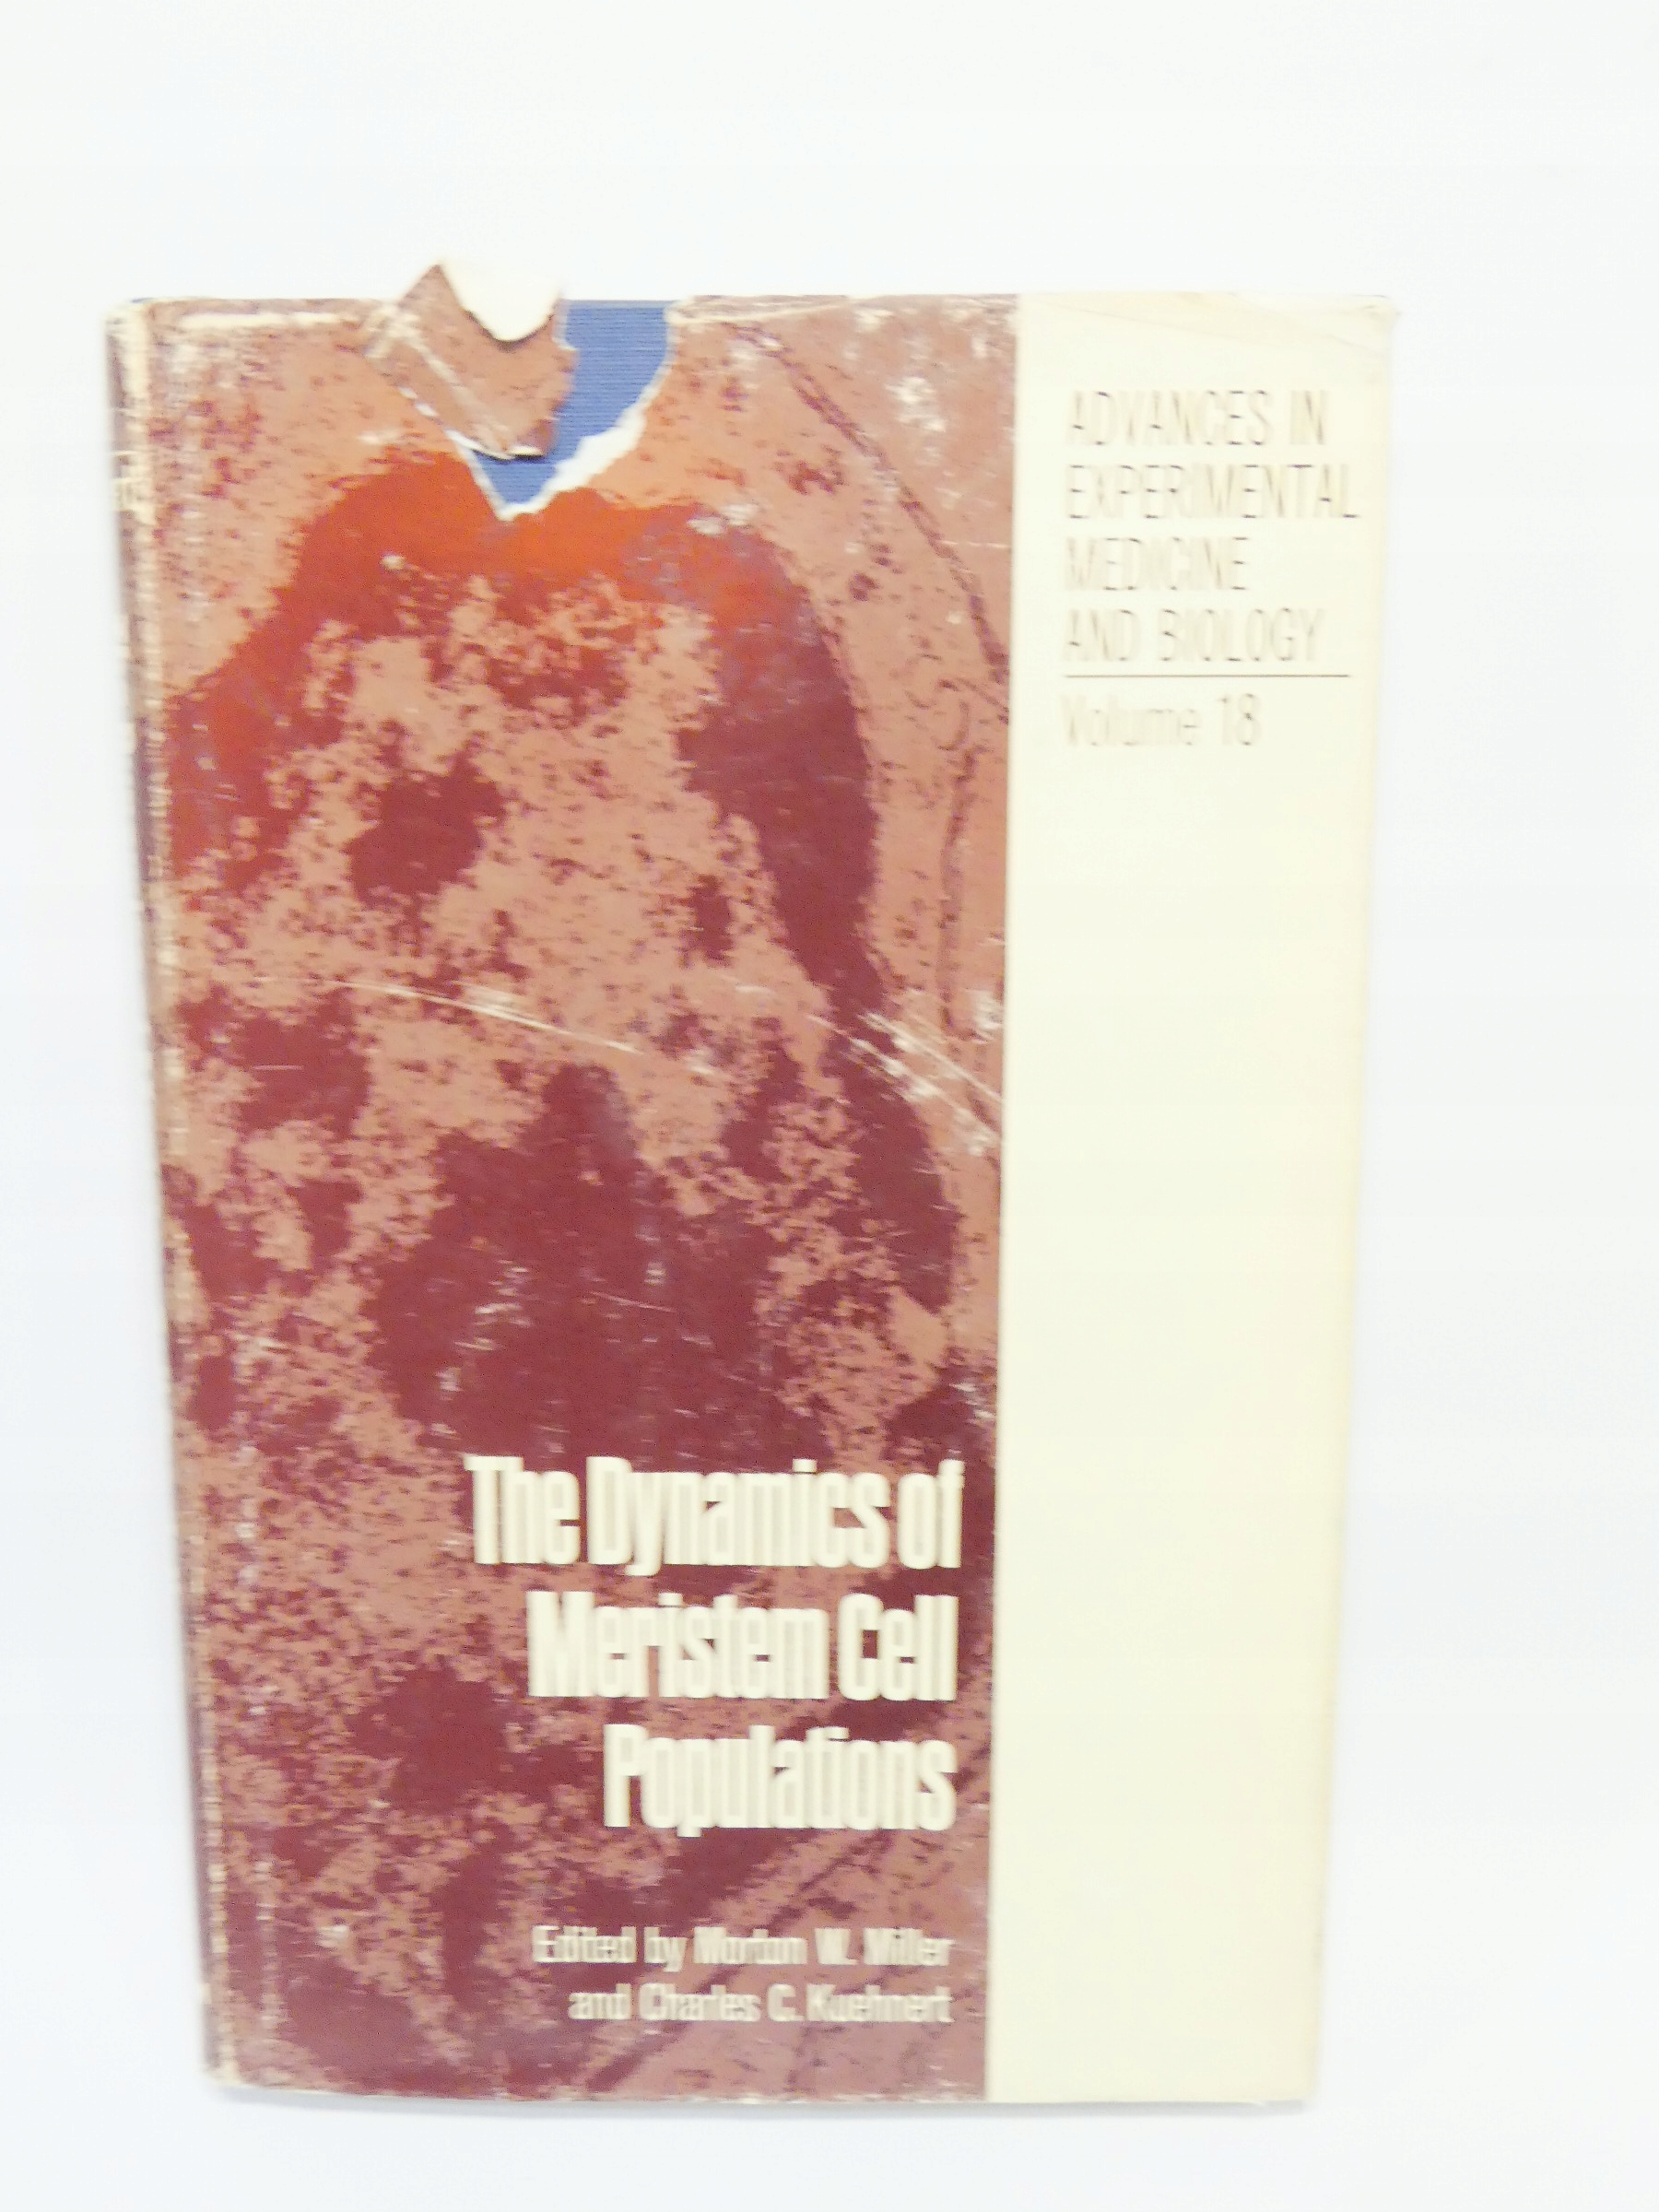 ADVANCES IN
EXPERIMENTAL
MEDICINE
AND BIOLOGY
Volume 18
The Dynamics of
Meristem Cell
Populations
Edited by Morton W. Miller
and Charles C. Kuehnert